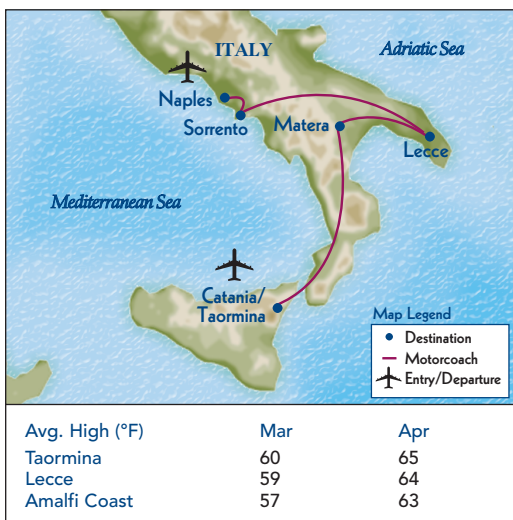 ITALY
Adriatic Sea
Naples
Sorrento
Matera
Lecce
Mediterranean Sea
Catania/
Taormina
Map Legend
Destination
Motorcoach
Entry/Departure
Avg. High (°F) Mar Apr
Taormina 60 65
Lecce 59 64
Amalfi Coast 57 63